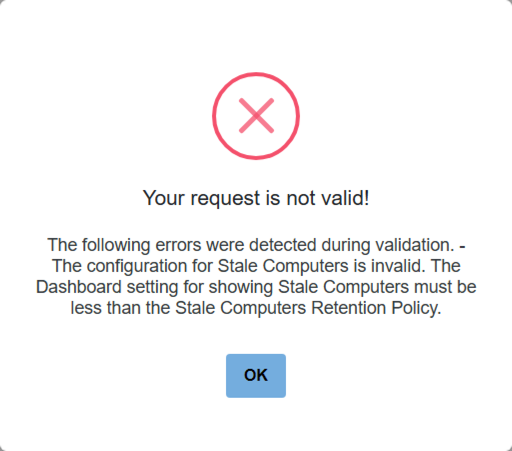 Your request is not valid!
The following errors were detected during validation. -
The configuration for Stale Computers is invalid. The
Dashboard setting for showing Stale Computers must be
less than the Stale Computers Retention Policy.
OK